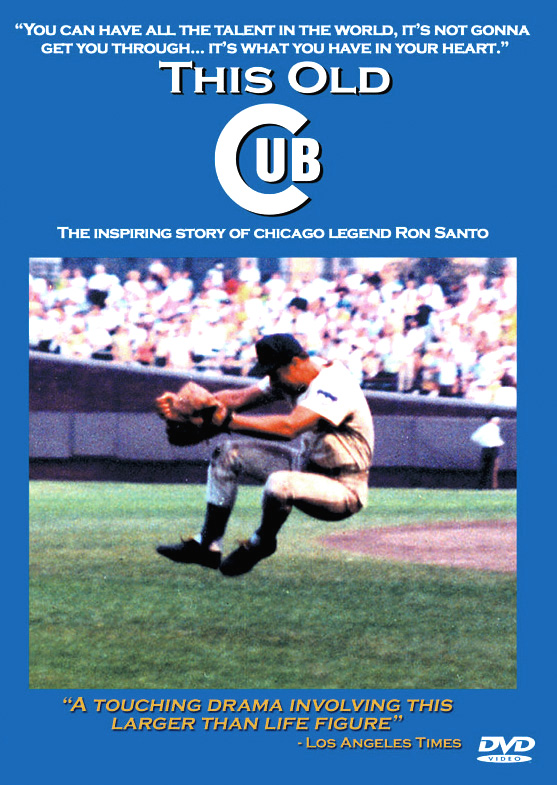 “YOU CAN HAVE ALL THE TALENT IN THE WORLD, IT’S NOT GONNA
GET YOU THROUGH... IT’S WHAT YOU HAVE IN YOUR HEART.”
THIS OLD
CUB
THE INSPIRING STORY OF CHICAGO LEGEND RON SANTO
“A TOUCHING DRAMA INVOLVING THIS
LARGER THAN LIFE FIGURE”
- LOS ANGELES TIMES
DVD
VIDEO